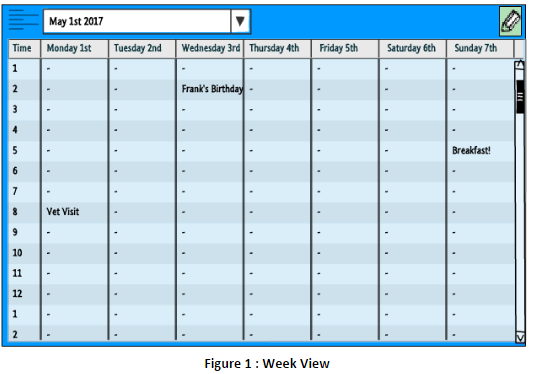 May 1st 2017
Time Monday 1st Tuesday 2nd Wednesday 3rd Thursday 4th Friday 5th Saturday 6th Sunday 7th
1 - - - - - - -
2 - - Frank's Birthday - - - -
3 - - - - - - -
4 - - - - - - -
5 - - - - - - Breakfast!
6 - - - - - - -
7 - - - - - - -
8 Vet Visit - - - - - -
9 - - - - - - -
10 - - - - - - -
11 - - - - - - -
12 - - - - - - -
1 - - - - - - -
2 - - - - - - -
Figure 1 : Week View